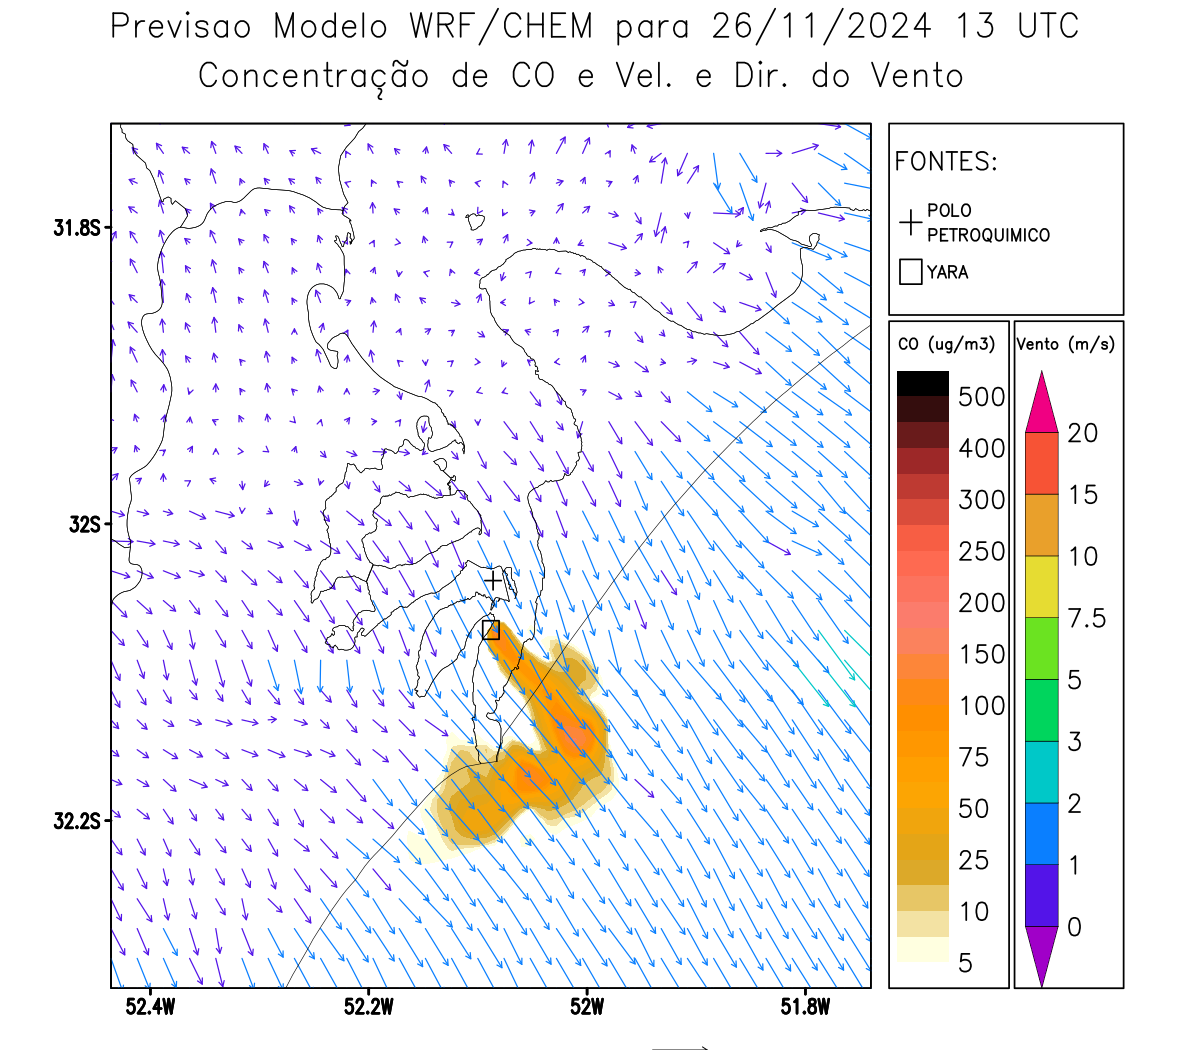 Previsao Modelo WRF/CHEM para 26/11/2024 13 UTC
Concentração de CO e Vel. e Dir. do Vento
FONTES:
POLO
PETROQUIMICO
YARA
31.8S
32S
32.2S
52.4W
52.2W
52W
51.8W
CO (ug/m3)
500
400
300
250
200
150
100
75
50
25
10
5
Vento (m/s)
20
15
10
7.5
5
3
2
1
0